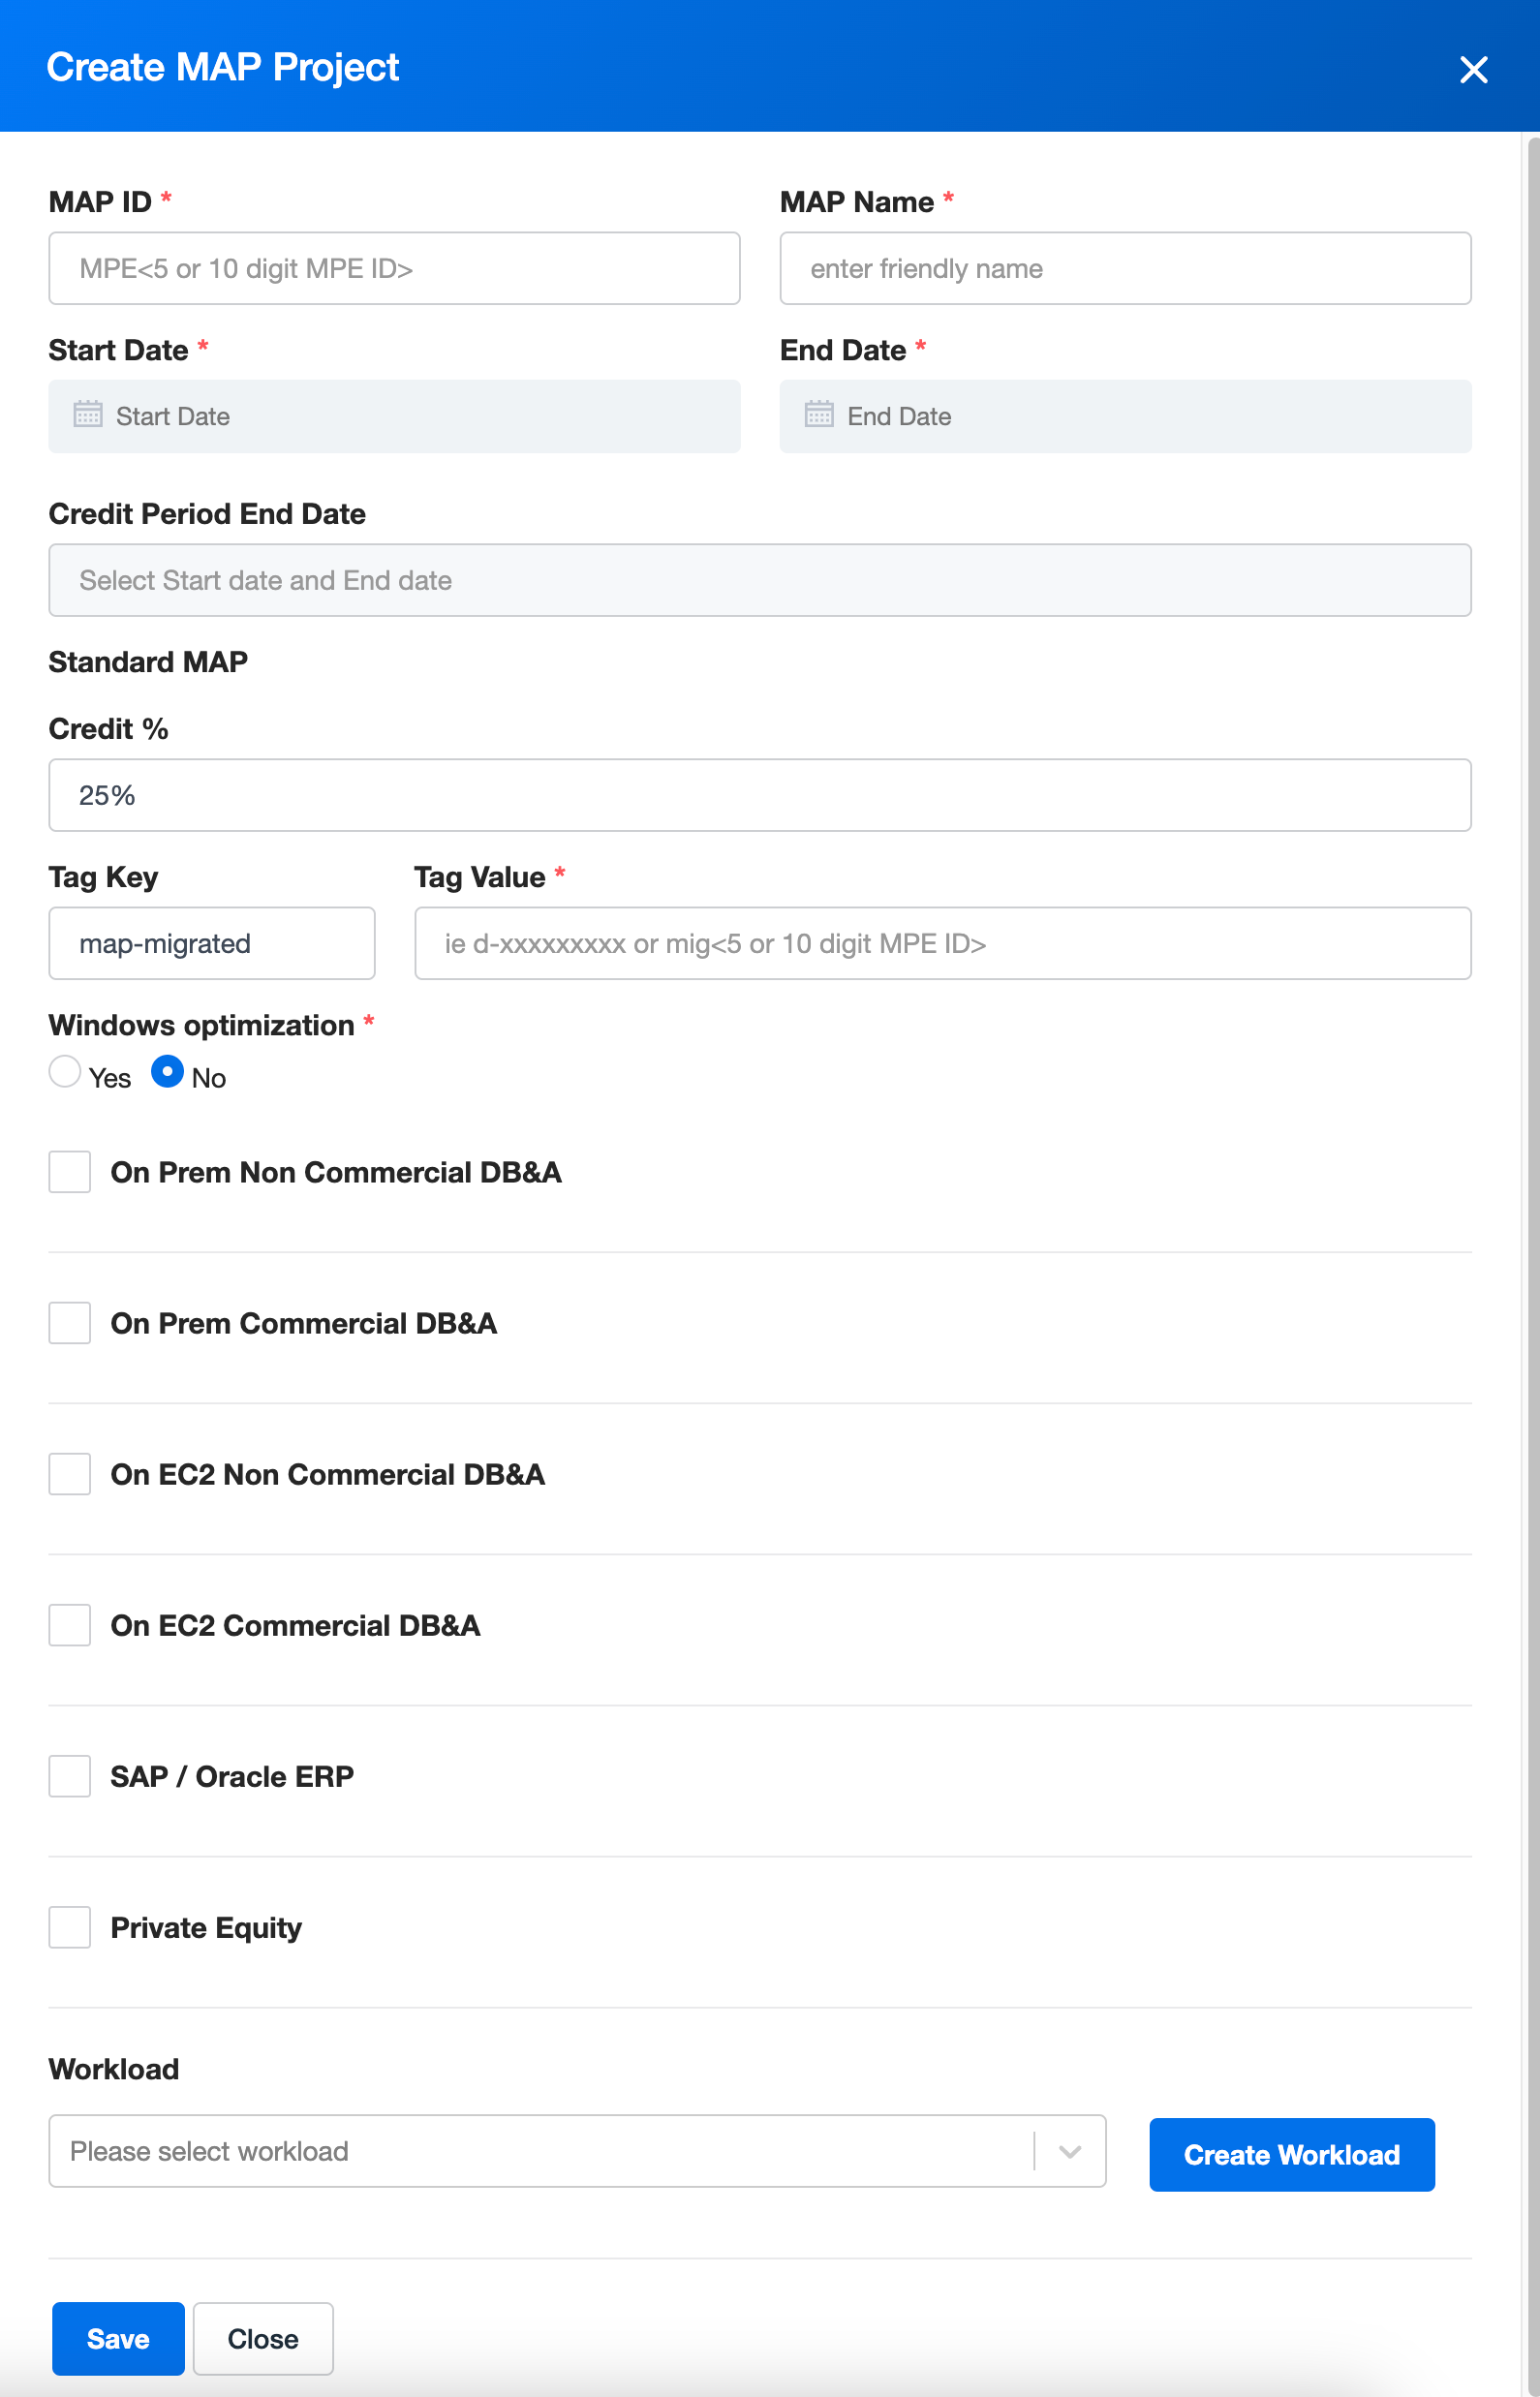 Create MAP Project
MAP ID *
MAP Name *
MPE<5 or 10 digit MPE ID>
enter friendly name
Start Date *
End Date *
Start Date
End Date
Credit Period End Date
Select Start date and End date
Standard MAP
Credit %
25%
Tag Key
Tag Value *
map-migrated
ie d-xxxxxxxxx or mig<5 or 10 digit MPE ID>
Windows optimization *
Yes
No
On Prem Non Commercial DB&A
On Prem Commercial DB&A
On EC2 Non Commercial DB&A
On EC2 Commercial DB&A
SAP / Oracle ERP
Private Equity
Workload
Please select workload
Create Workload
Save
Close